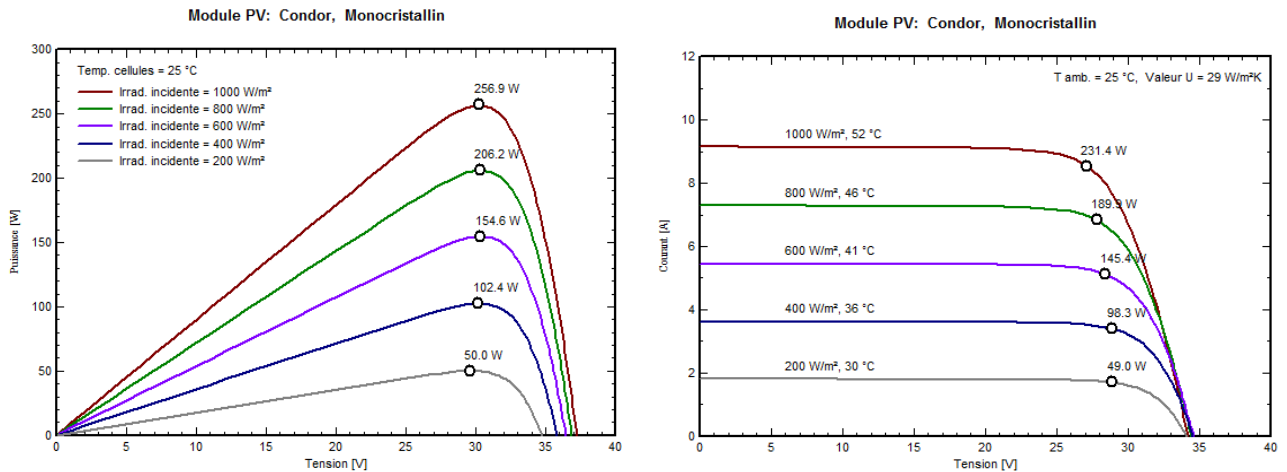 Module PV: Condor, Monocristallin
300
250
200
150
100
50
0
Puissance [W]
Temp. cellules = 25 °C
Irrad. incidente = 1000 W/m²
Irrad. incidente = 800 W/m²
Irrad. incidente = 600 W/m²
Irrad. incidente = 400 W/m²
Irrad. incidente = 200 W/m²
256.9 W
206.2 W
154.6 W
102.4 W
50.0 W
0 5 10 15 20 25 30 35 40
Tension [V]
Module PV: Condor, Monocristallin
12
10
8
6
4
2
0
Courant [A]
T amb. = 25 °C, Valeur U = 29 W/m²K
1000 W/m², 52 °C
231.4 W
800 W/m², 46 °C
189.9 W
600 W/m², 41 °C
145.4 W
400 W/m², 36 °C
98.3 W
200 W/m², 30 °C
49.0 W
0 5 10 15 20 25 30 35 40
Tension [V]